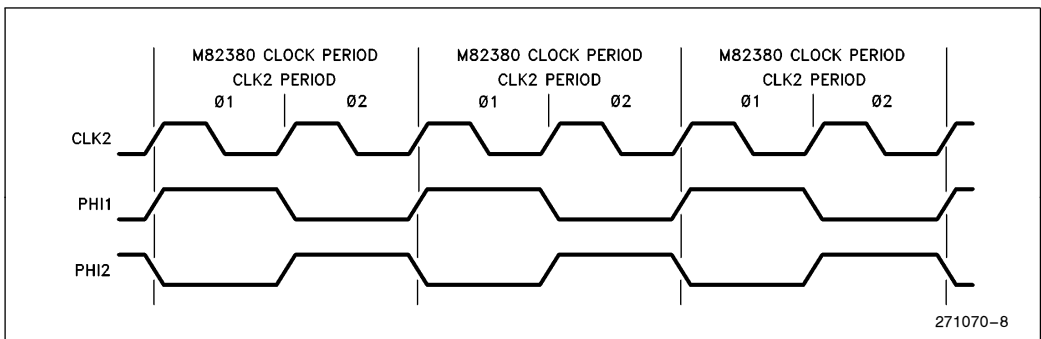 M82380 CLOCK PERIOD M82380 CLOCK PERIOD M82380 CLOCK PERIOD
CLK2 PERIOD CLK2 PERIOD CLK2 PERIOD
Ø1 Ø2 Ø1 Ø2 Ø1 Ø2
CLK2
PHI1
PHI2
271070–8